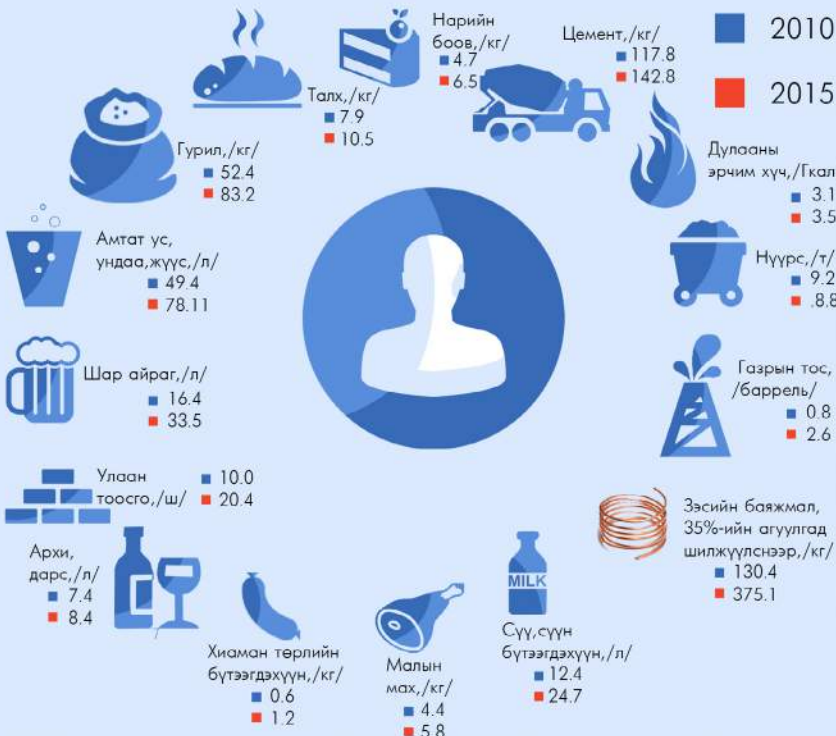 2010
2015
Нарийн
боов,/кг/
4.7
6.5
Цемент,/кг/
117.8
142.8
Талх,/кг/
7.9
10.5
Гурил,/кг/
52.4
83.2
Дулааны
эрчим хүч,/Гкал
3.1
3.5
Амтат ус,
ундаа,жүүс,/л/
49.4
78.11
Нүүрс,/т/
9.2
.8.8
Шар айраг,/л/
16.4
33.5
Газрын тос,
/баррель/
0.8
2.6
Улаан
тоосго,/ш/
10.0
20.4
Зэсийн баяжмал,
35%-ийн агуулгад
шилжүүлснээр,/кг/
130.4
375.1
Архи,
дарс,/л/
7.4
8.4
MILK
Хиаман төрлийн
бүтээгдэхүүн,/кг/
0.6
1.2
Малын
мах,/кг/
4.4
5.8
Сүү,сүүн
бүтээгдэхүүн,/л/
12.4
24.7